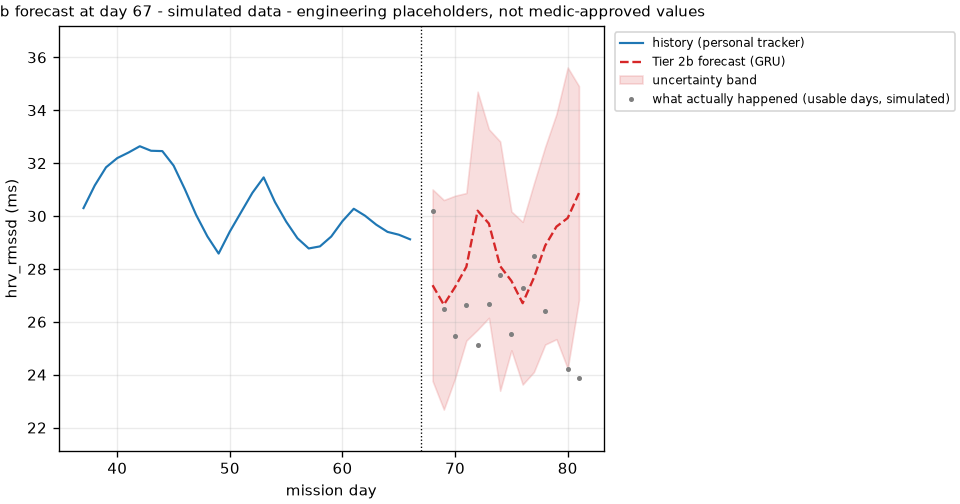 b forecast at day 67 - simulated data - engineering placeholders, not medic-approved values
history (personal tracker)
Tier 2b forecast (GRU)
uncertainty band
what actually happened (usable days, simulated)
hrv_rmssd (ms)
36
34
32
30
28
26
24
22
40
50
60
70
80
mission day